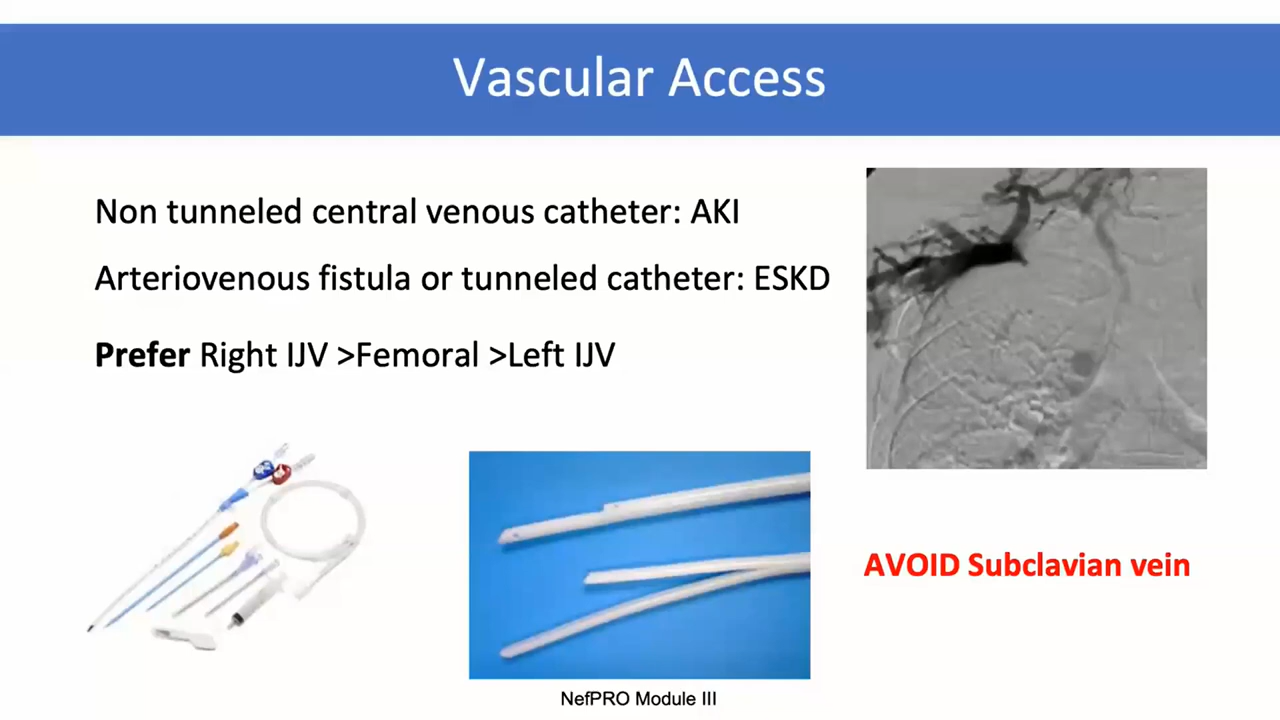 Vascular Access
Non tunneled central venous catheter: AKI
Arteriovenous fistula or tunneled catheter: ESKD
Prefer Right IJV >Femoral >Left IJV
AVOID Subclavian vein
NefPRO Module III